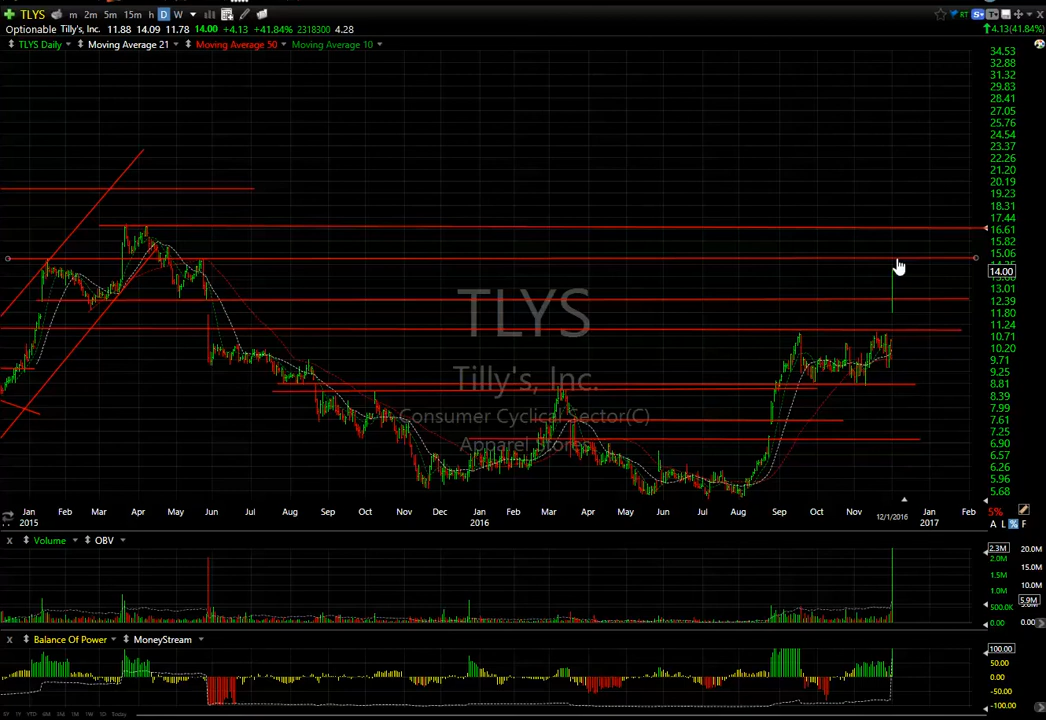 TLYS m 2m 5m 15m h D W RT S T
Optionable Tilly's, Inc. 11.88 14.09 11.78 14.00 +4.13 +41.84% 2318300 4.28 4.13(41.84%)
TLYS Daily Moving Average 21 Moving Average 50 Moving Average 10
34.53
32.88
31.32
29.83
28.41
27.05
25.76
24.54
23.37
22.26
21.20
20.19
19.23
18.31
17.44
16.61
15.82
15.06
14.00
13.01
12.39
11.80
11.24
10.71
10.20
9.71
9.25
8.81
8.39
7.99
7.61
7.25
6.90
6.57
6.26
5.96
5.68
TLYS
Tilly's, Inc.
Consumer Cyclical Sector(C)
Apparel Stores
Jan Feb Mar Apr May Jun Jul Aug Sep Oct Nov Dec Jan Feb Mar Apr May Jun Jul Aug Sep Oct Nov 12/1/2016 Jan Feb 5%
2015 2016 2017 A L % F
X Volume OBV
2.3M 20.0M
2.0M
1.5M 15.0M
1.0M 10.0M
500.0K 5.9M
0.00 0.00
X Balance Of Power MoneyStream
100.00
50.00
0.00
-50.00
-100.00